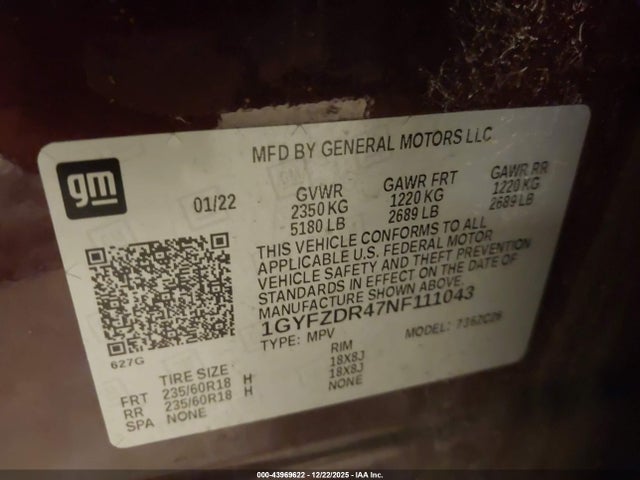 MFD BY GENERAL MOTORS LLC
gm
01/22
GVWR GAWR FRT GAWR RR
2350 KG 1220 KG 1220 KG
5180 LB 2689 LB 2689 LB
THIS VEHICLE CONFORMS TO ALL
APPLICABLE U.S. FEDERAL MOTOR
VEHICLE SAFETY AND THEFT PREVENTION
STANDARDS IN EFFECT ON THE DATE OF
MANUFACTURE SHOWN ABOVE.
1GYFZDR47NF111043
TYPE: MPV MODEL: 7362C26
627G
TIRE SIZE RIM
FRT 235/60R18 H 18X8J
RR 235/60R18 H 18X8J
SPA NONE NONE
000-43969622 - 12/22/2025 - IAA Inc.